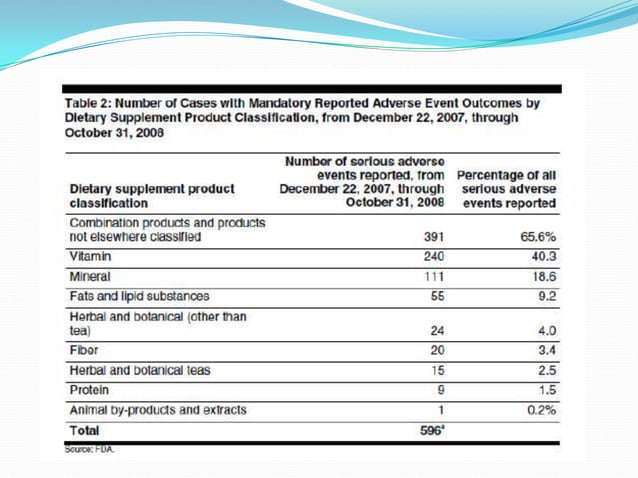 Table 2: Number of Cases with Mandatory Reported Adverse Event Outcomes by
Dietary Supplement Product Classification, from December 22, 2007, through
October 31, 2008
Dietary supplement product classification Number of serious adverse events reported, from December 22, 2007, through October 31, 2008 Percentage of all serious adverse events reported
Combination products and products
not elsewhere classified 391 65.6%
Vitamin 240 40.3
Mineral 111 18.6
Fats and lipid substances 55 9.2
Herbal and botanical (other than
tea) 24 4.0
Fiber 20 3.4
Herbal and botanical teas 15 2.5
Protein 9 1.5
Animal by-products and extracts 1 0.2%
Total 596ª
Source: FDA.